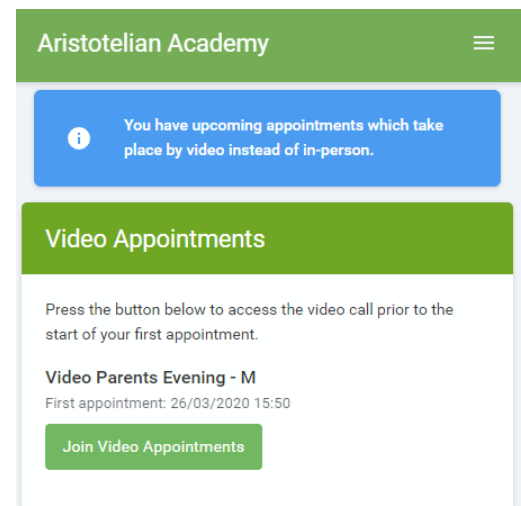 Aristotelian Academy
You have upcoming appointments which take
place by video instead of in-person.
Video Appointments
Press the button below to access the video call prior to the
start of your first appointment.
Video Parents Evening - M
First appointment: 26/03/2020 15:50
Join Video Appointments